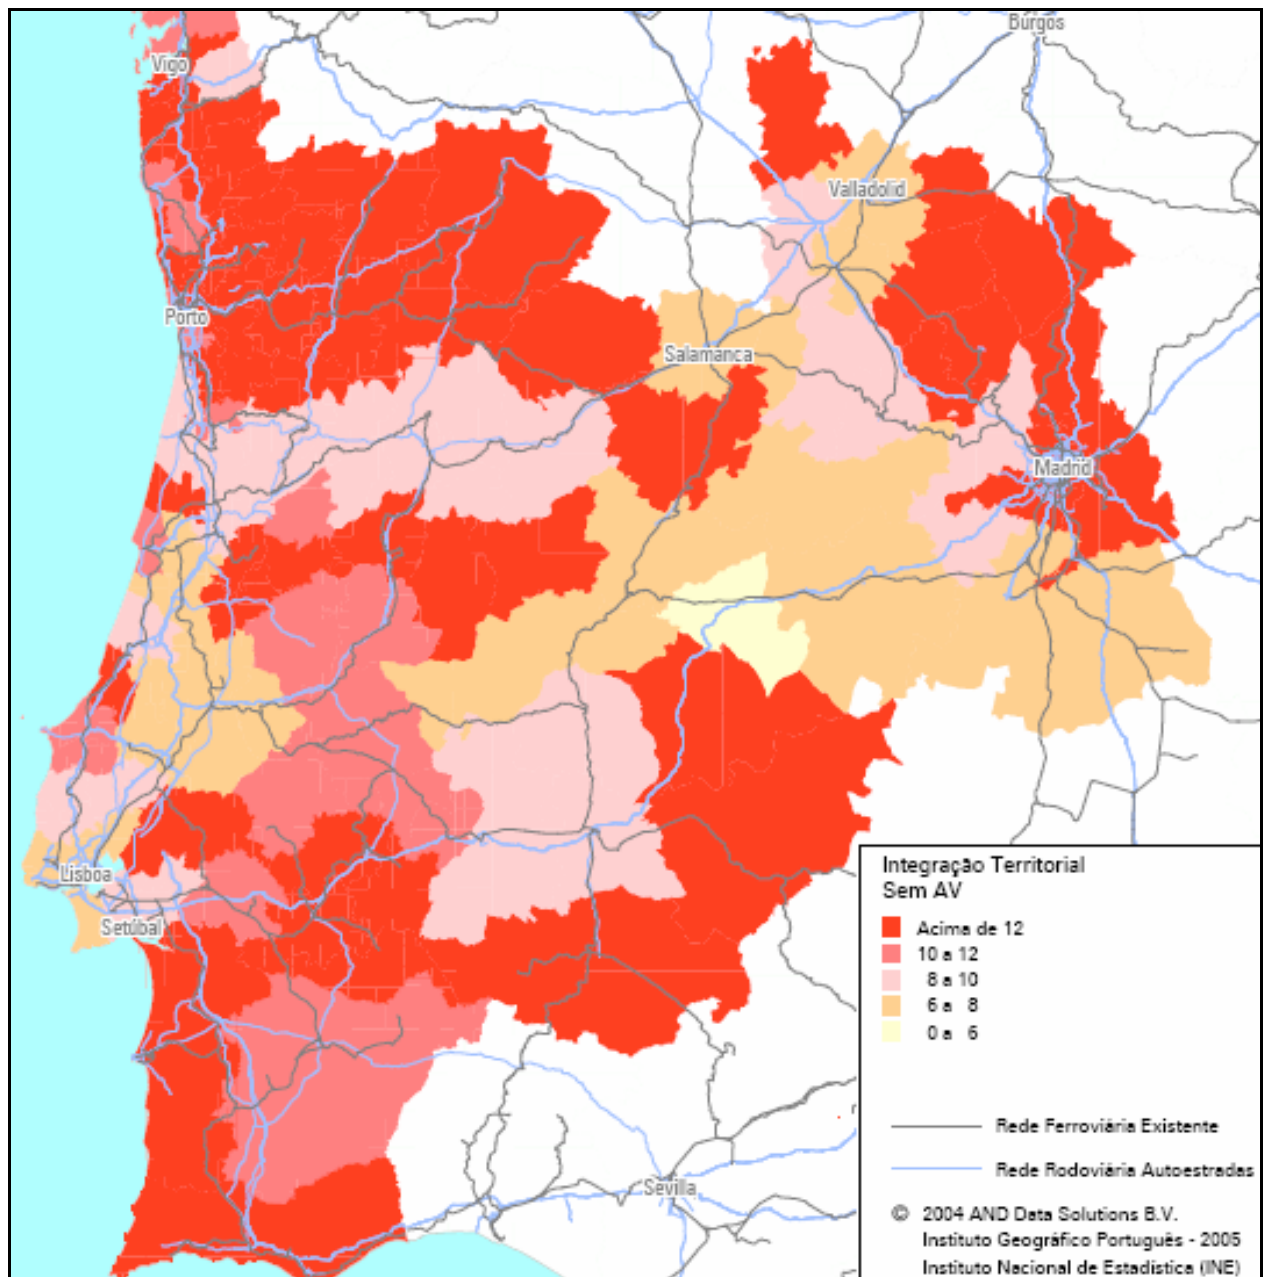 Burgos
Vigo
Valladolid
Porto
Salamanca
Madrid
Lisboa
Setúbal
Sevilla
Integração Territorial
Sem AV
Acima de 12
10 a 12
8 a 10
6 a 8
0 a 6
Rede Ferroviária Existente
Rede Rodoviária Autoestradas
© 2004 AND Data Solutions B.V.
Instituto Geográfico Português - 2005
Instituto Nacional de Estadística (INE)